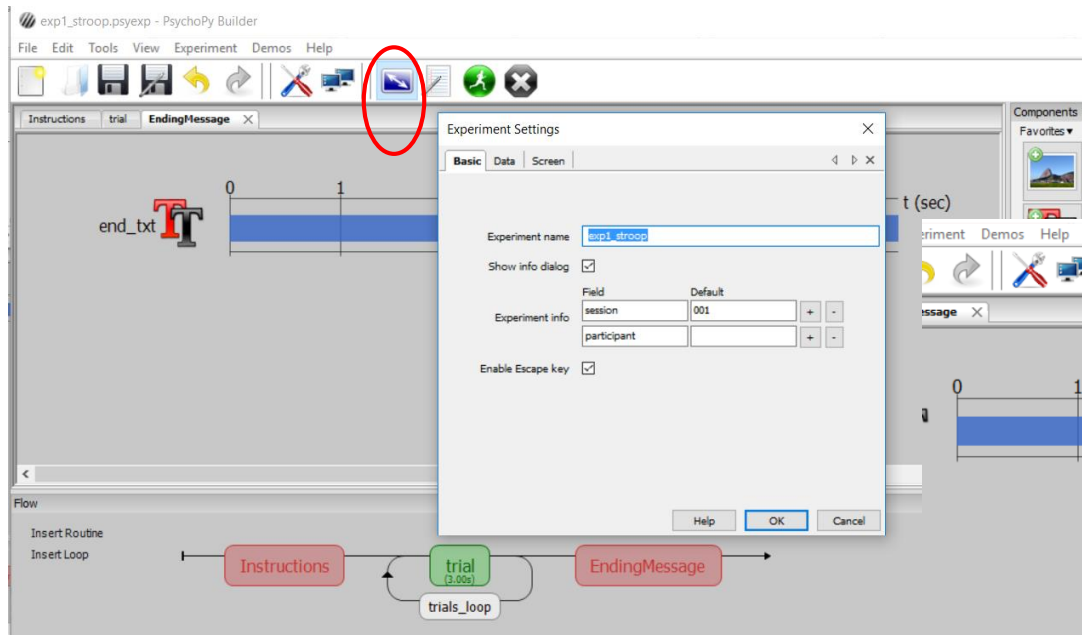 exp1_stroop.psyexp - PsychoPy Builder
File Edit Tools View Experiment Demos Help
Instructions trial EndingMessage
Components
Favorites
0 1
t (sec)
end_txt
Experiment Settings
Basic Data Screen
Experiment name exp1_stroop
Show info dialog
Field Default
Experiment info
session 001
participant
+ -
+ -
Enable Escape key
Help OK Cancel
eriment Demos Help
essage
0 1
Flow
Insert Routine
Insert Loop
Instructions
trial
(3.00s)
trials_loop
EndingMessage